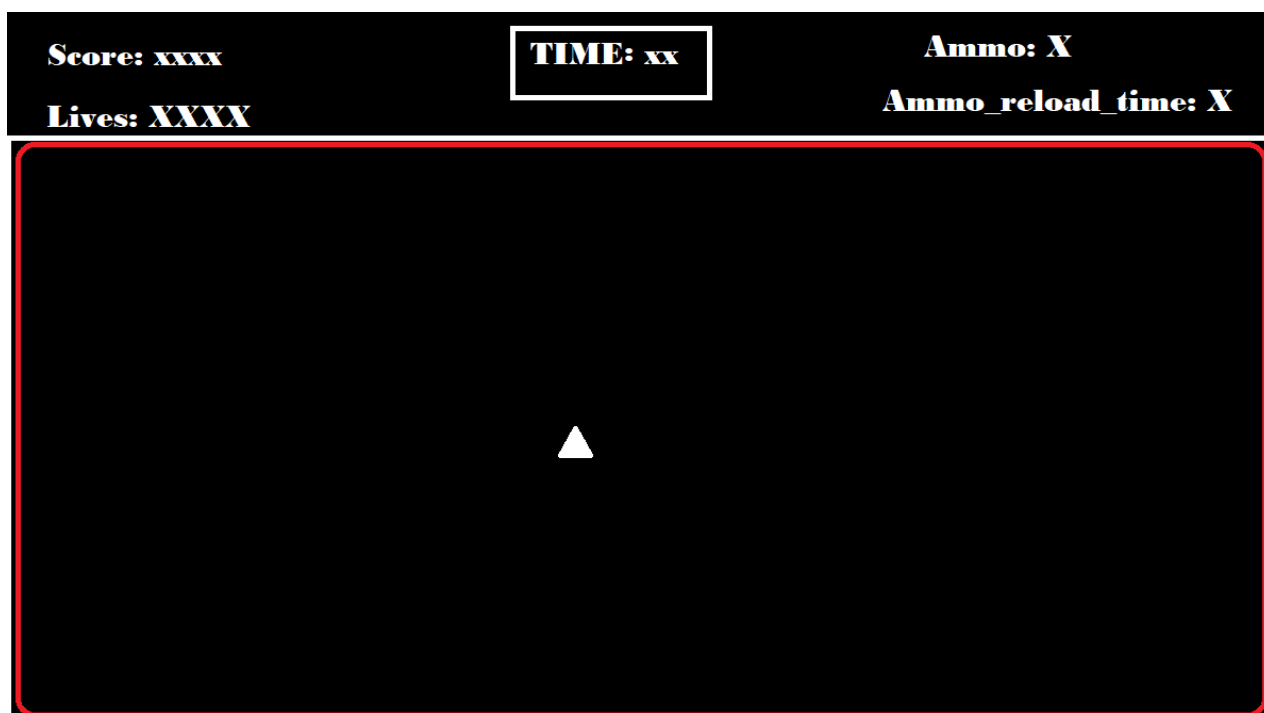 Score: xxxx
TIME: xx
Ammo: X
Lives: XXXX
Ammo_reload_time: X